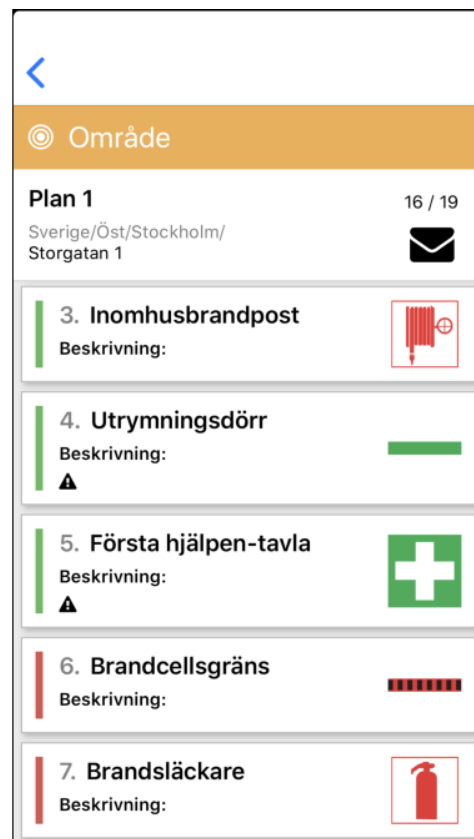 Område
Plan 1
16 / 19
Sverige/Öst/Stockholm/
Storgatan 1
3. Inomhusbrandpost
Beskrivning:
4. Utrymningsdörr
Beskrivning:
5. Första hjälpen-tavla
Beskrivning:
6. Brandcellsgräns
Beskrivning:
7. Brandsläckare
Beskrivning: